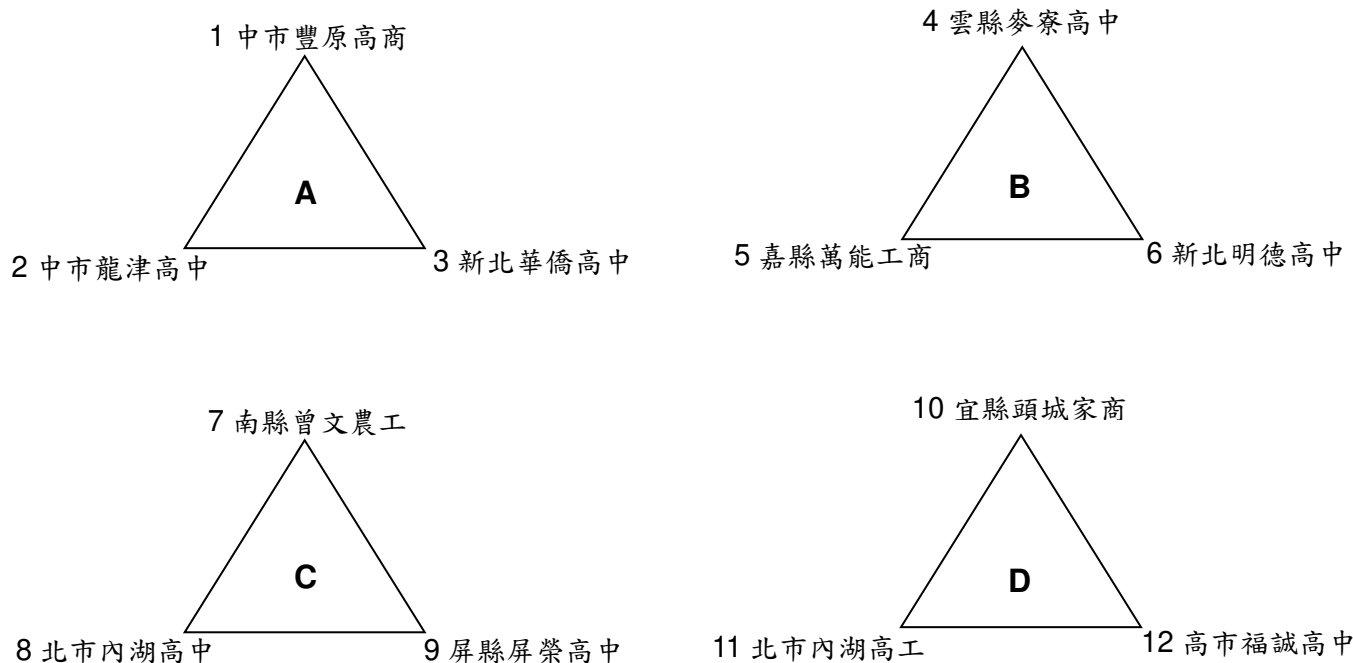 1 中市豐原高商
4 雲縣麥寮高中
A
B
2 中市龍津高中
3 新北華僑高中
5 嘉縣萬能工商
6 新北明德高中
7 南縣曾文農工
10 宜縣頭城家商
C
D
8 北市內湖高中
9 屏縣屏榮高中
11 北市內湖高工
12 高市福誠高中